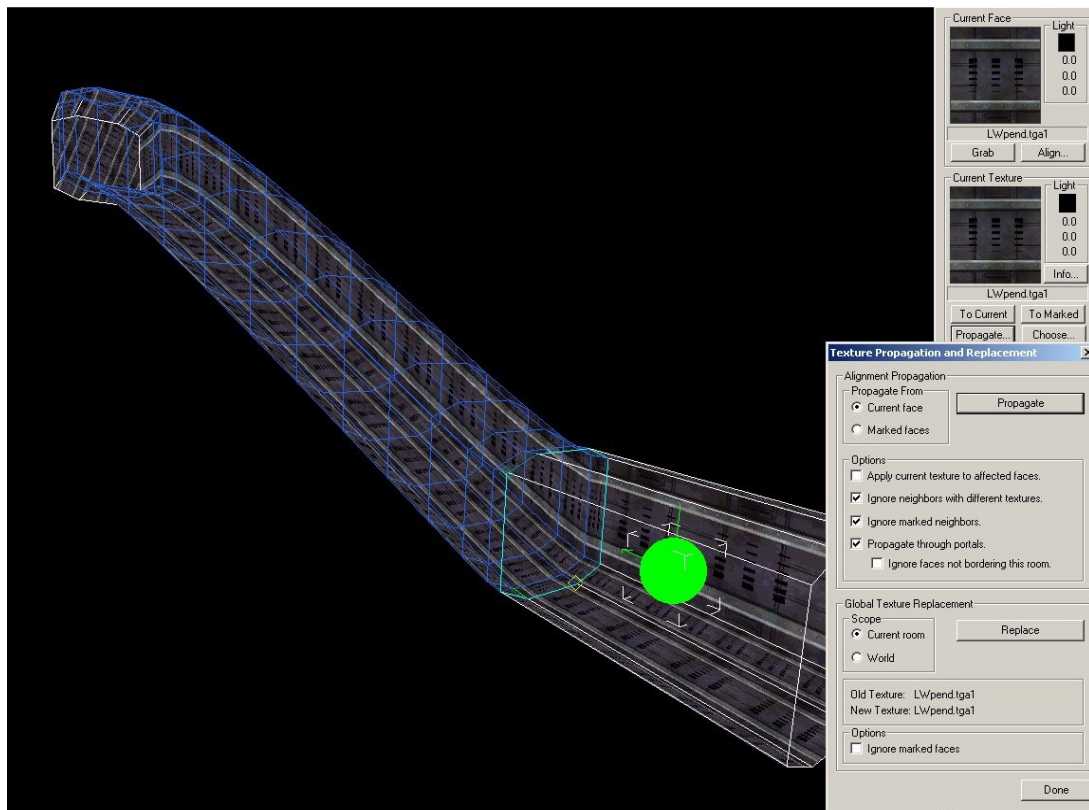 Current Face
Light
0.0
0.0
0.0
LWpend.tga1
Grab
Align...
Current Texture
Light
0.0
0.0
0.0
Info...
LWpend.tga1
To Current
To Marked
Propagate...
Choose...
Texture Propagation and Replacement
Alignment Propagation
Propagate From
Current face
Marked faces
Propagate
Options
Apply current texture to affected faces.
Ignore neighbors with different textures.
Ignore marked neighbors.
Propagate through portals.
Ignore faces not bordering this room.
Global Texture Replacement
Scope
Current room
World
Replace
Old Texture: LWpend.tga1
New Texture: LWpend.tga1
Options
Ignore marked faces
Done